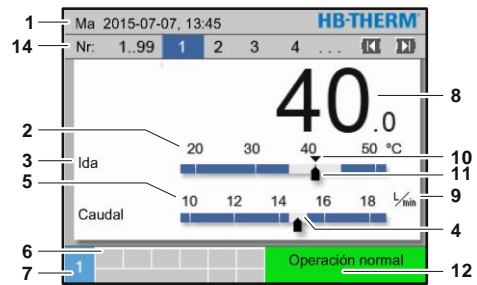 1 Ma 2015-07-07, 13:45 HB-THERM®
14 Nr: 1..99 1 2 3 4 ...
40.0 8
2 20 30 40 50 °C 10
3 Ida 11
5 10 12 14 16 18 L/min 9
Caudal 4
6
7 1 Operación normal 12